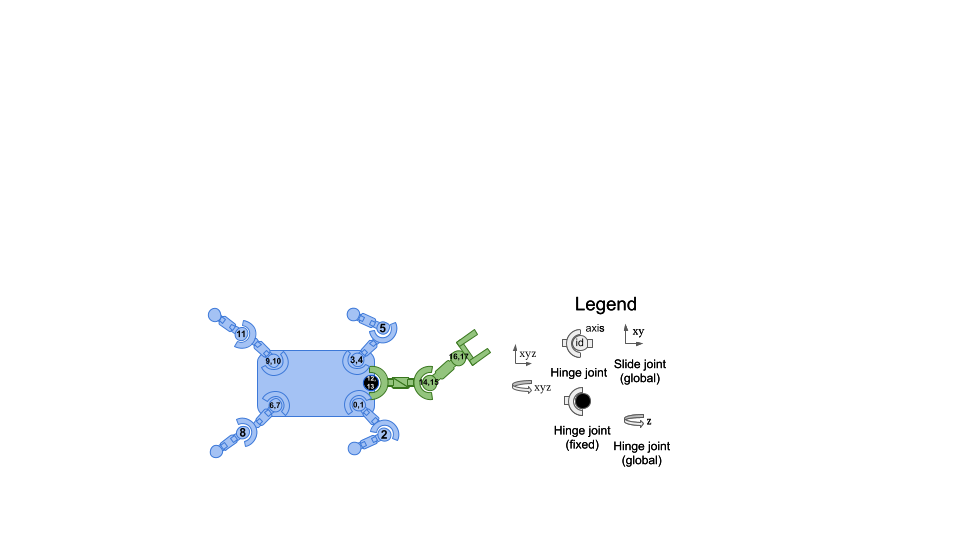 Legend
axis
id
xy
Hinge joint
Slide joint
(global)
xyz
xyz
Hinge joint
(fixed)
z
Hinge joint
(global)
11
5
9,10
3,4
16,17
12
13
14,15
6,7
0,1
8
2